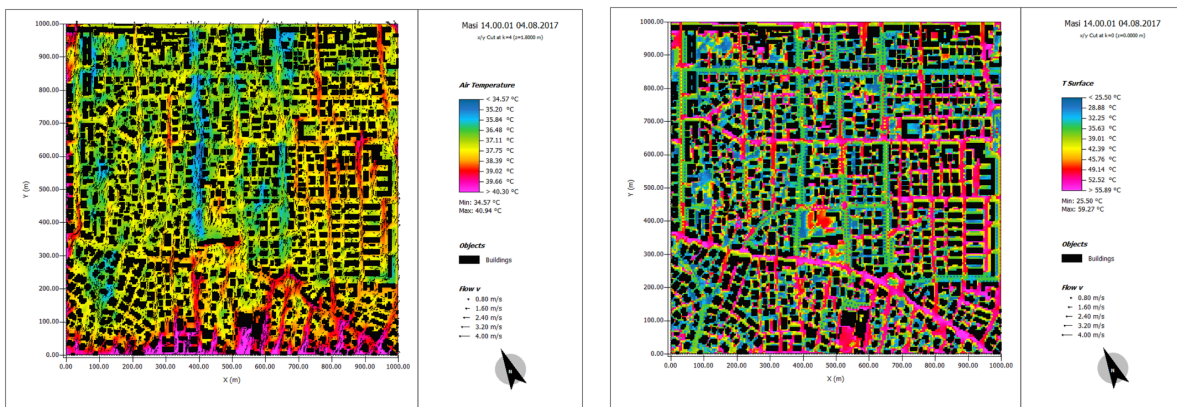 Masi 14.00.01 04.08.2017
x/y Cut at k=4 (z=1.8000 m)
Air Temperature
< 34.57 °C
35.20 °C
35.84 °C
36.48 °C
37.11 °C
37.75 °C
38.39 °C
39.02 °C
39.66 °C
> 40.30 °C
Min: 34.57 °C
Max: 40.94 °C
Objects
Buildings
Flow v
0.80 m/s
1.60 m/s
2.40 m/s
3.20 m/s
4.00 m/s
N
1000.00
900.00
800.00
700.00
600.00
500.00
400.00
300.00
200.00
100.00
0.00
Y (m)
0.00 100.00 200.00 300.00 400.00 500.00 600.00 700.00 800.00 900.00 1000.00
X (m)
Masi 14.00.01 04.08.2017
x/y Cut at k=0 (z=0.0000 m)
T Surface
< 25.50 °C
28.88 °C
32.25 °C
35.63 °C
39.01 °C
42.39 °C
45.76 °C
49.14 °C
52.52 °C
> 55.89 °C
Min: 25.50 °C
Max: 59.27 °C
Objects
Buildings
Flow v
0.80 m/s
1.60 m/s
2.40 m/s
3.20 m/s
4.00 m/s
N
1000.00
900.00
800.00
700.00
600.00
500.00
400.00
300.00
200.00
100.00
0.00
Y (m)
0.00 100.00 200.00 300.00 400.00 500.00 600.00 700.00 800.00 900.00 1000.00
X (m)